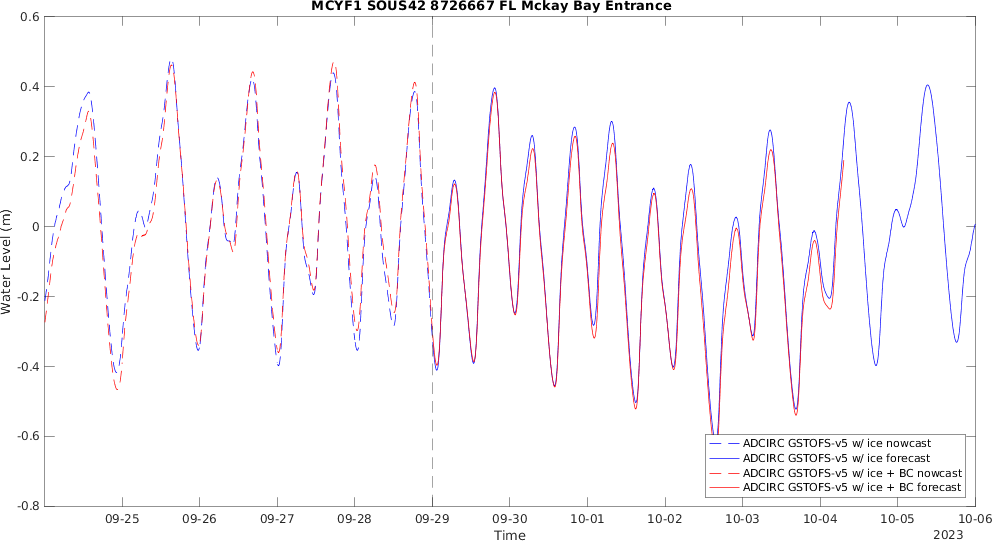 MCYF1 SOUS42 8726667 FL Mckay Bay Entrance
0.6
0.4
0.2
0
-0.2
-0.4
-0.6
-0.8
Water Level (m)
ADCIRC GSTOFS-v5 w/ ice nowcast
ADCIRC GSTOFS-v5 w/ ice forecast
ADCIRC GSTOFS-v5 w/ ice + BC nowcast
ADCIRC GSTOFS-v5 w/ ice + BC forecast
09-25 09-26 09-27 09-28 09-29 09-30 10-01 10-02 10-03 10-04 10-05 10-06
Time
2023